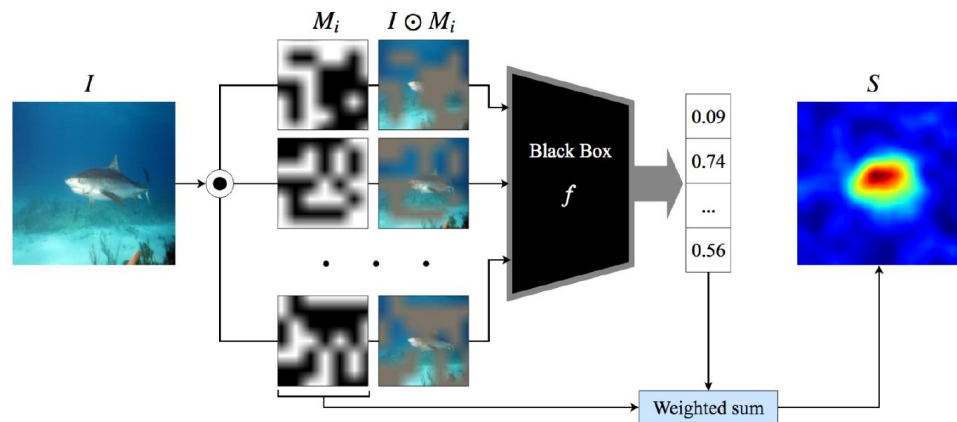 I
M_i
I ⊙ M_i
Black Box
f
0.09
0.74
...
0.56
S
Weighted sum